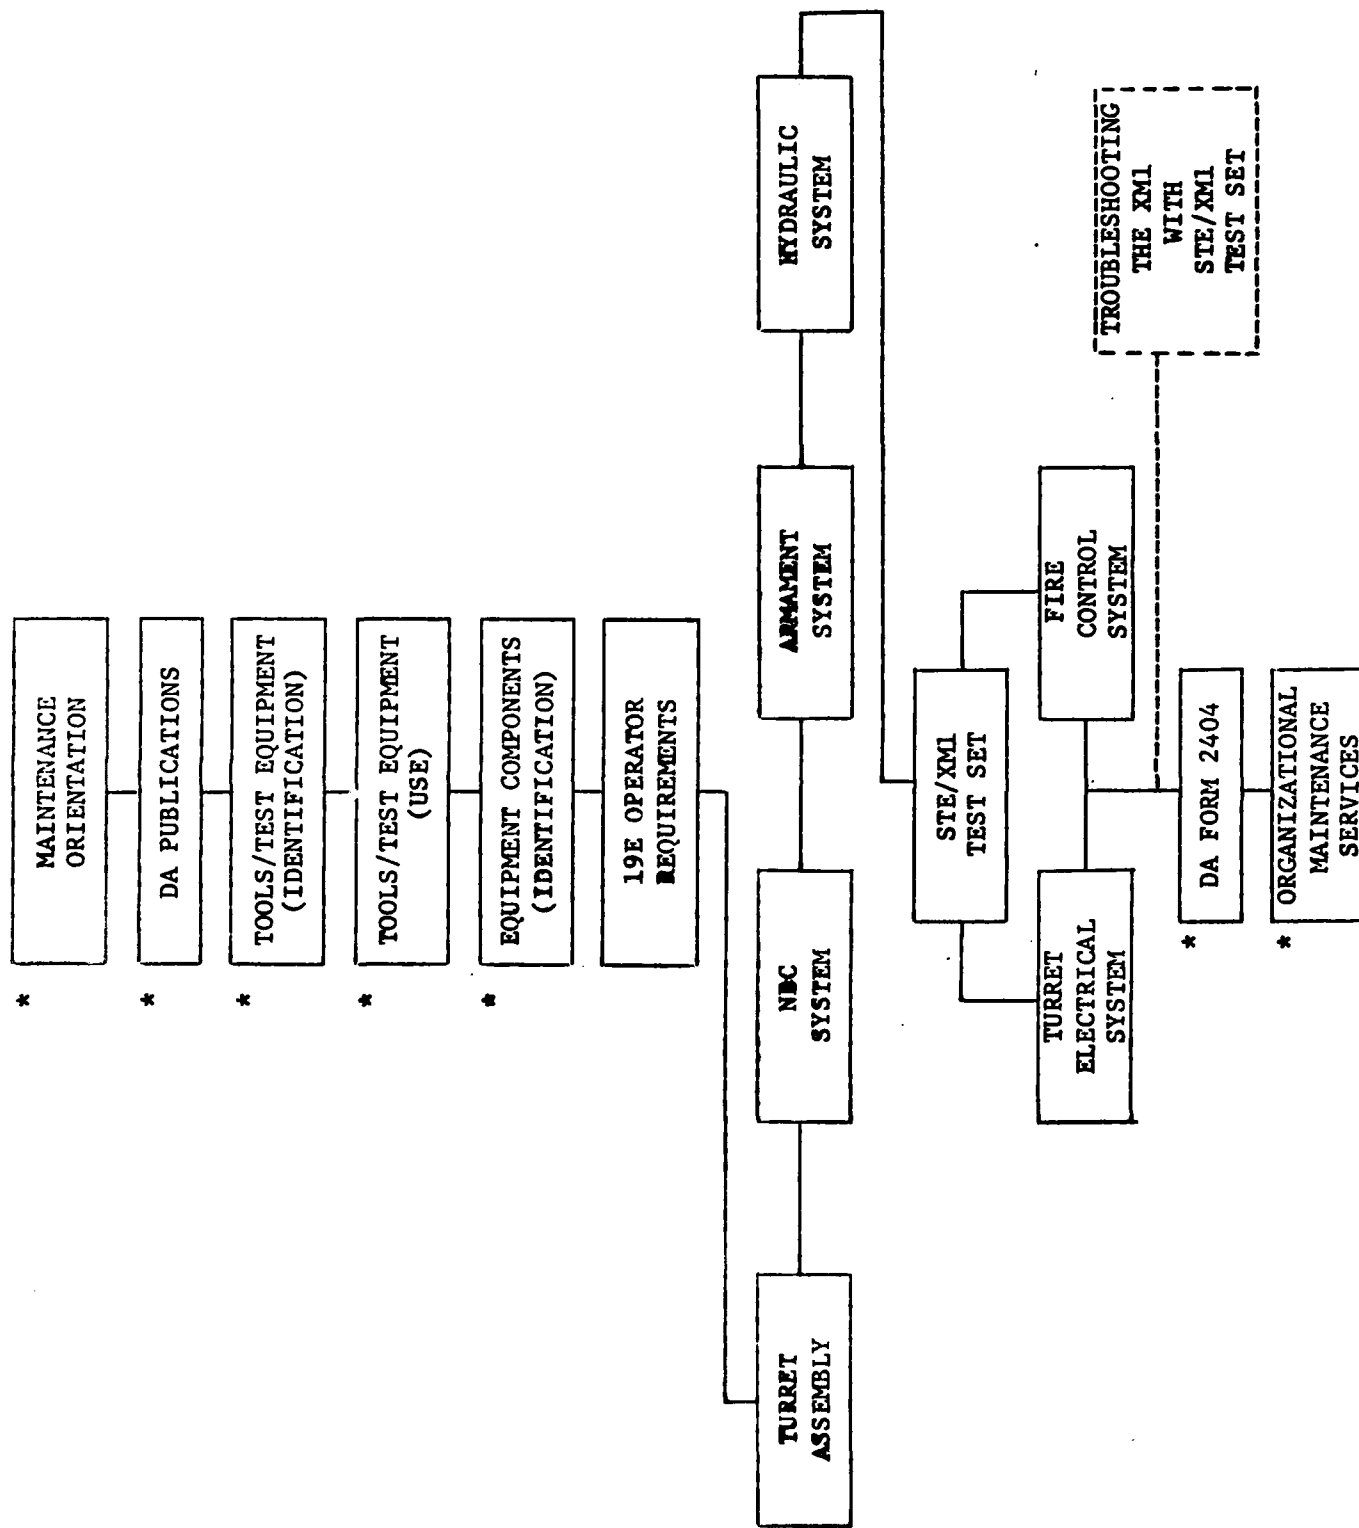 *
MAINTENANCE
ORIENTATION
*
DA PUBLICATIONS
*
TOOLS/TEST EQUIPMENT
(IDENTIFICATION)
*
TOOLS/TEST EQUIPMENT
(USE)
*
EQUIPMENT COMPONENTS
(IDENTIFICATION)
19E OPERATOR
REQUIREMENTS
TURRET
ASSEMBLY
NBC
SYSTEM
ARMAMENT
SYSTEM
HYDRAULIC
SYSTEM
STE/XM1
TEST SET
TURRET
ELECTRICAL
SYSTEM
FIRE
CONTROL
SYSTEM
TROUBLESHOOTING
THE XM1
WITH
STE/XM1
TEST SET
*
DA FORM 2404
*
ORGANIZATIONAL
MAINTENANCE
SERVICES